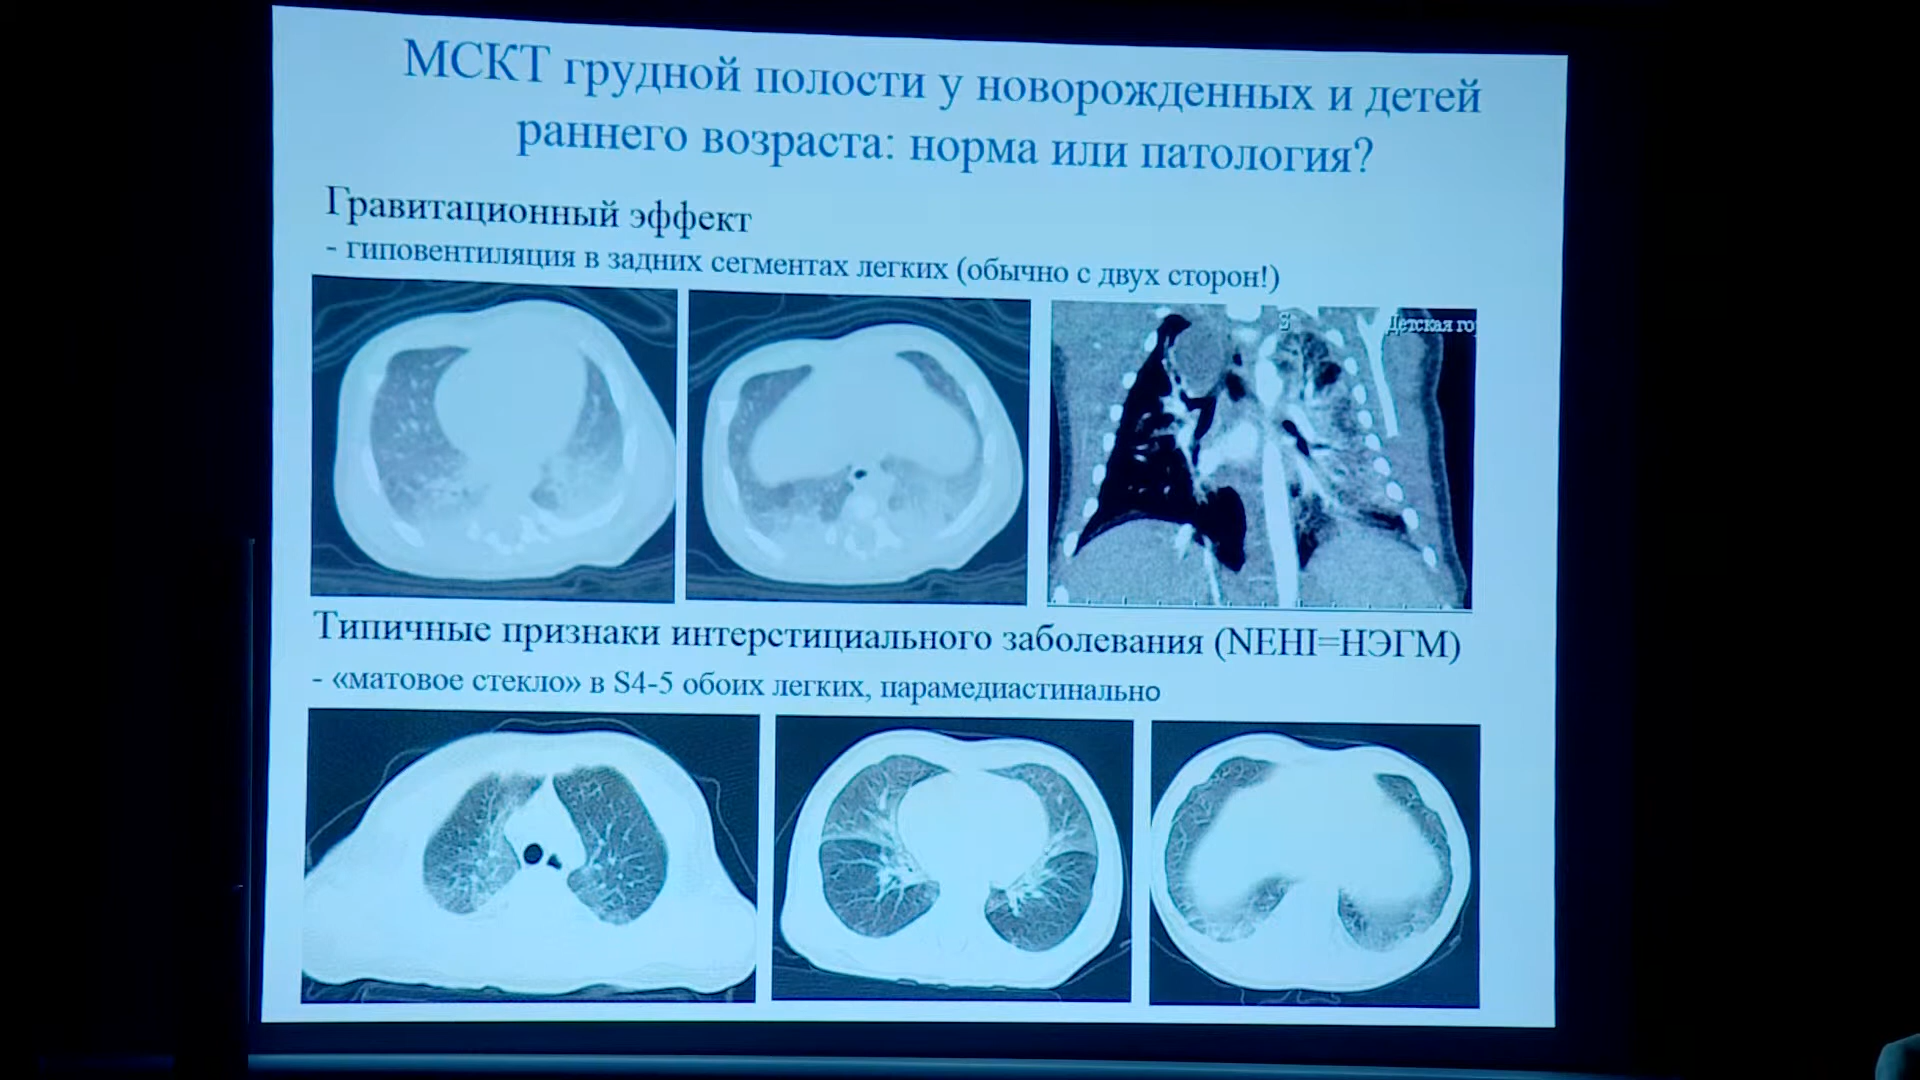 МСКТ грудной полости у новорожденных и детей
раннего возраста: норма или патология?
Гравитационный эффект
- гиповентиляция в задних сегментах легких (обычно с двух сторон!)
S
Детская го
Типичные признаки интерстициального заболевания (NEHI=НЭГМ)
- «матовое стекло» в S4-5 обоих легких, парамедиастинально